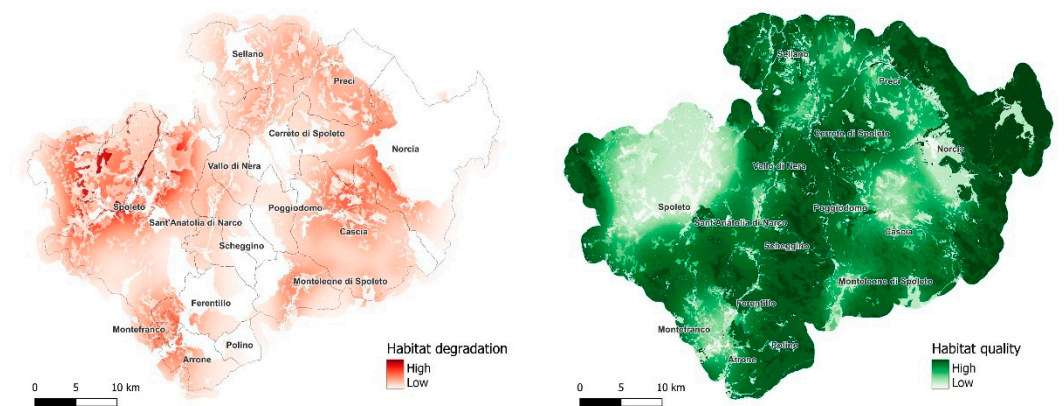 Sellano
Preci
Cerreto di Spoleto
Norcia
Vallo di Nera
Spoleto
Poggiodomo
Sant'Anatolia di Narco
Cascia
Scheggino
Monteleone di Spoleto
Ferentillo
Montefranco
Polino
Arrone
Habitat degradation
High
Low
0 5 10 km
Sellano
Preci
Cerreto di Spoleto
Norcia
Vallo di Nera
Spoleto
Poggiodomo
Sant'Anatolia di Narco
Cascia
Scheggino
Monteleone di Spoleto
Ferentillo
Montefranco
Polino
Arrone
Habitat quality
High
Low
0 5 10 km